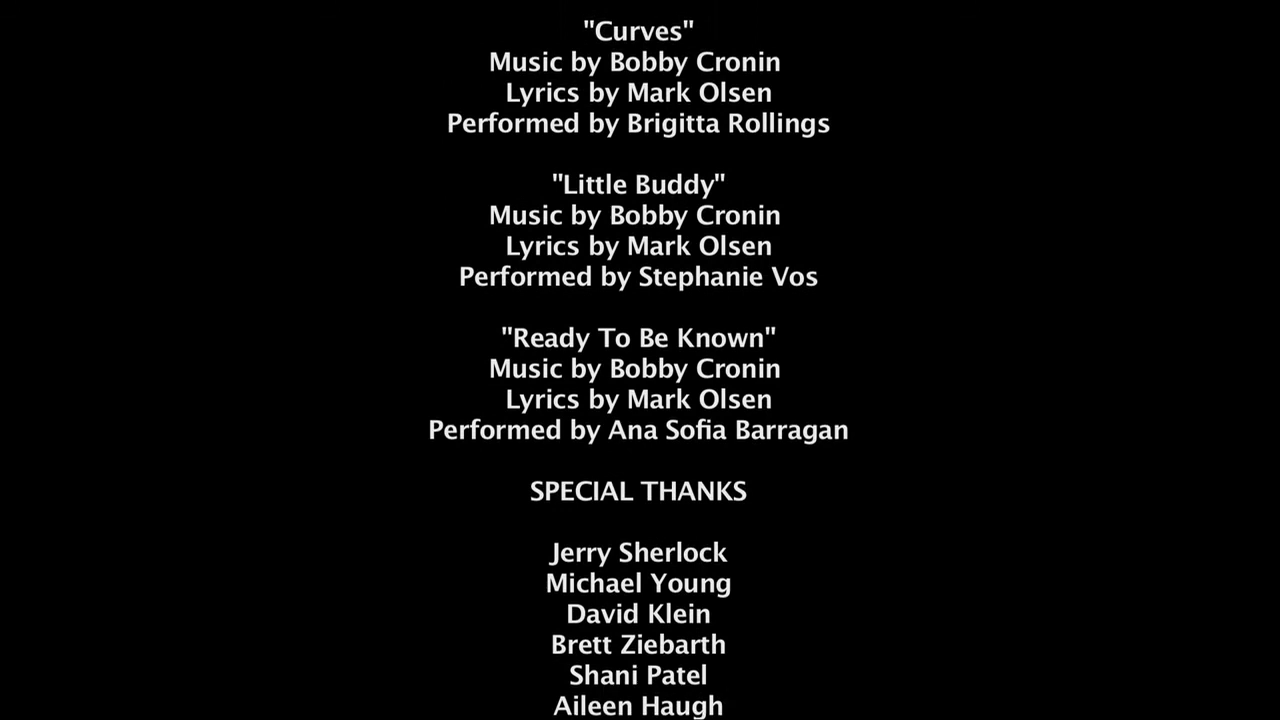 "Curves"
Music by Bobby Cronin
Lyrics by Mark Olsen
Performed by Brigitta Rollings
"Little Buddy"
Music by Bobby Cronin
Lyrics by Mark Olsen
Performed by Stephanie Vos
"Ready To Be Known"
Music by Bobby Cronin
Lyrics by Mark Olsen
Performed by Ana Sofia Barragan
SPECIAL THANKS
Jerry Sherlock
Michael Young
David Klein
Brett Ziebarth
Shani Patel
Aileen Haugh